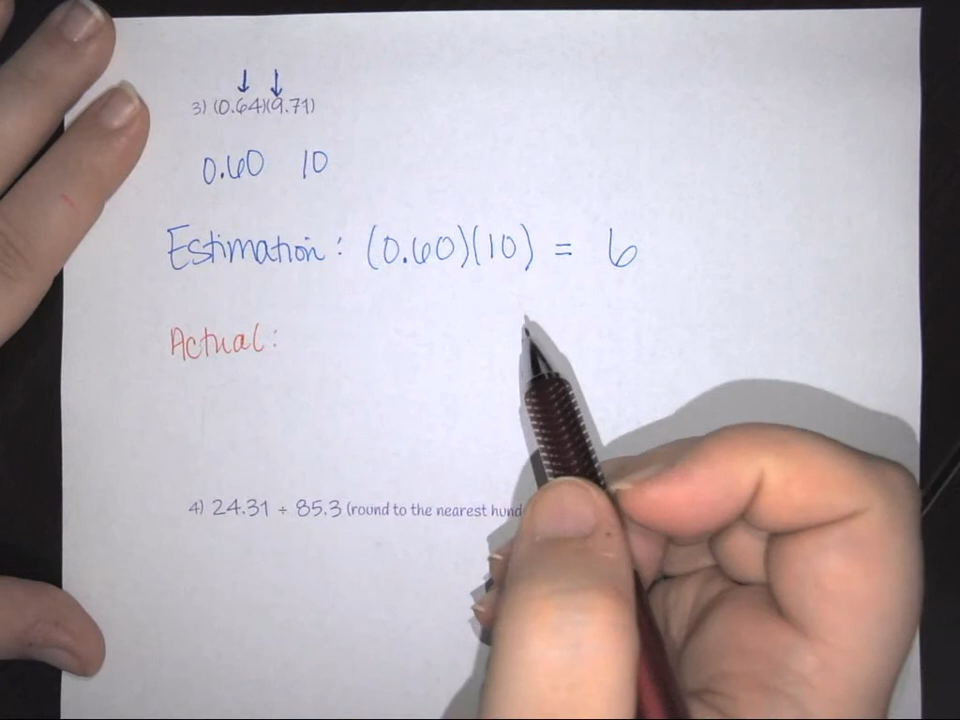 3) (0.64)(9.71)
0.60 10
Estimation: (0.60)(10) = 6
Actual:
4) 24.31 ÷ 85.3 (round to the nearest hund